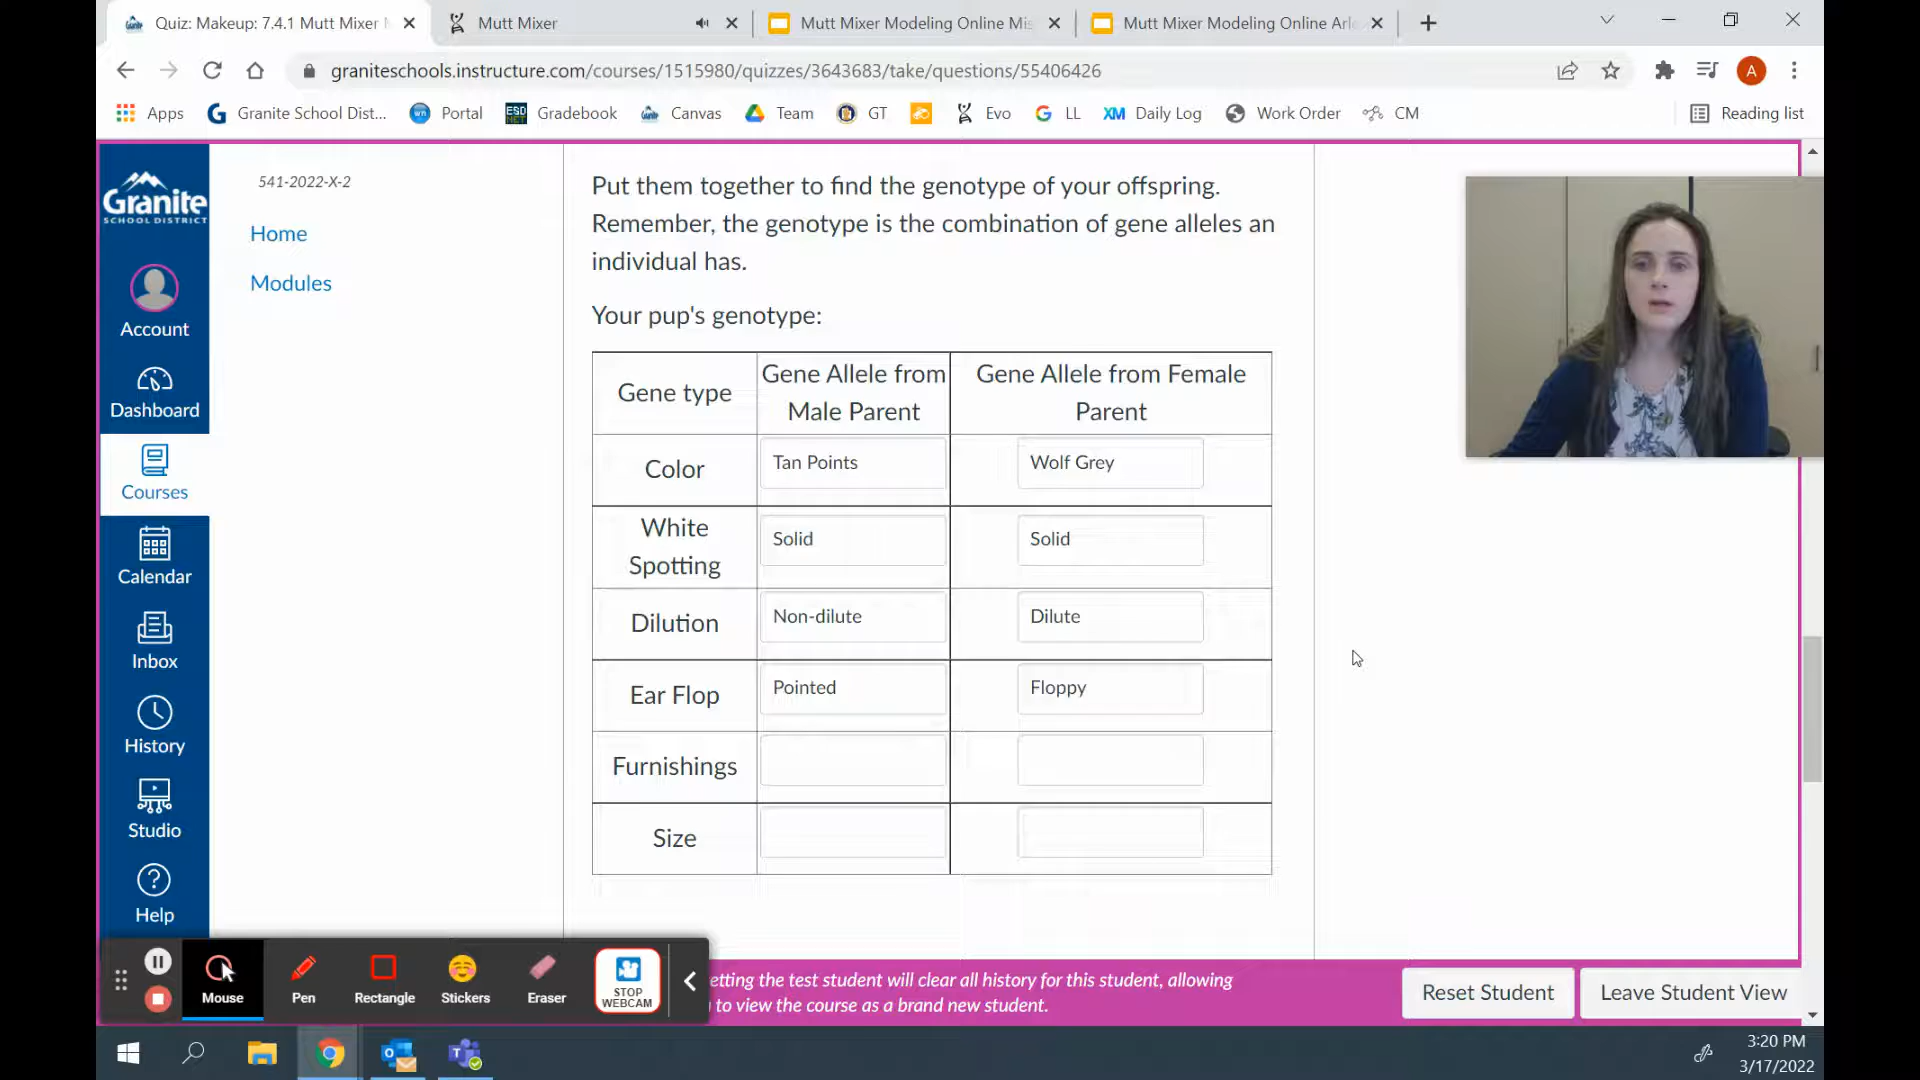 Quiz: Makeup: 7.4.1 Mutt Mixer
Mutt Mixer
Mutt Mixer Modeling Online Mis
Mutt Mixer Modeling Online Arl
graniteschools.instructure.com/courses/1515980/quizzes/3643683/take/questions/55406426
A
Apps
Granite School Dist...
Portal
Gradebook
Canvas
Team
GT
Evo
LL
XM Daily Log
Work Order
CM
Reading list
Granite
SCHOOL DISTRICT
Account
Dashboard
Courses
Calendar
Inbox
History
Studio
Help
541-2022-X-2
Home
Modules
Put them together to find the genotype of your offspring.
Remember, the genotype is the combination of gene alleles an
individual has.
Your pup's genotype:
Gene type
Gene Allele from
Male Parent
Gene Allele from Female
Parent
Color
Tan Points
Wolf Grey
White
Spotting
Solid
Solid
Dilution
Non-dilute
Dilute
Ear Flop
Pointed
Floppy
Furnishings
Size
Mouse
Pen
Rectangle
Stickers
Eraser
STOP
WEBCAM
etting the test student will clear all history for this student, allowing
to view the course as a brand new student.
Reset Student
Leave Student View
3:20 PM
3/17/2022